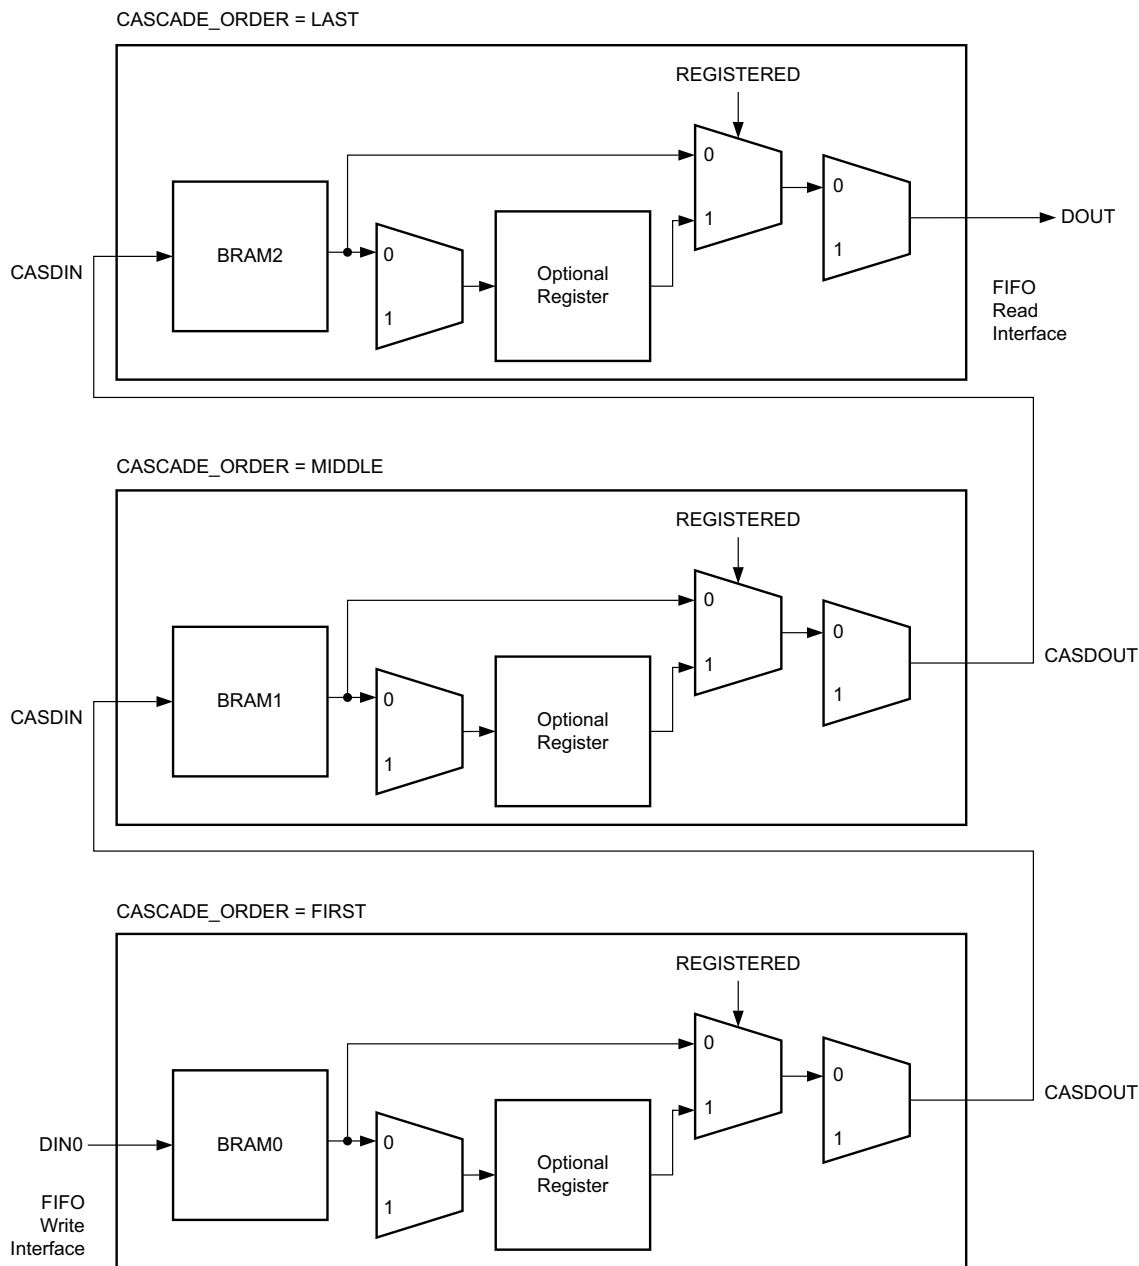 CASCADE_ORDER = LAST
REGISTERED
0
0
1
DOUT
BRAM2
0
Optional
Register
1
CASDIN
1
FIFO
Read
Interface
CASCADE_ORDER = MIDDLE
REGISTERED
0
0
1
CASDOUT
BRAM1
0
Optional
Register
1
CASDIN
1
CASCADE_ORDER = FIRST
REGISTERED
0
0
1
CASDOUT
DIN0
BRAM0
0
Optional
Register
1
1
FIFO
Write
Interface